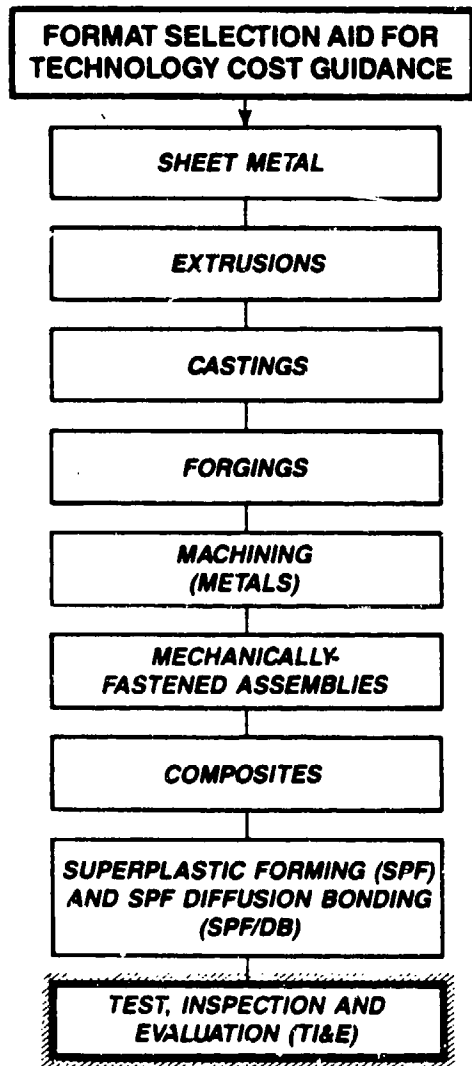 FORMAT SELECTION AID FOR
TECHNOLOGY COST GUIDANCE
SHEET METAL
EXTRUSIONS
CASTINGS
FORGINGS
MACHINING
(METALS)
MECHANICALLY-
FASTENED ASSEMBLIES
COMPOSITES
SUPERPLASTIC FORMING (SPF)
AND SPF DIFFUSION BONDING
(SPF/DB)
TEST, INSPECTION AND
EVALUATION (TI&E)